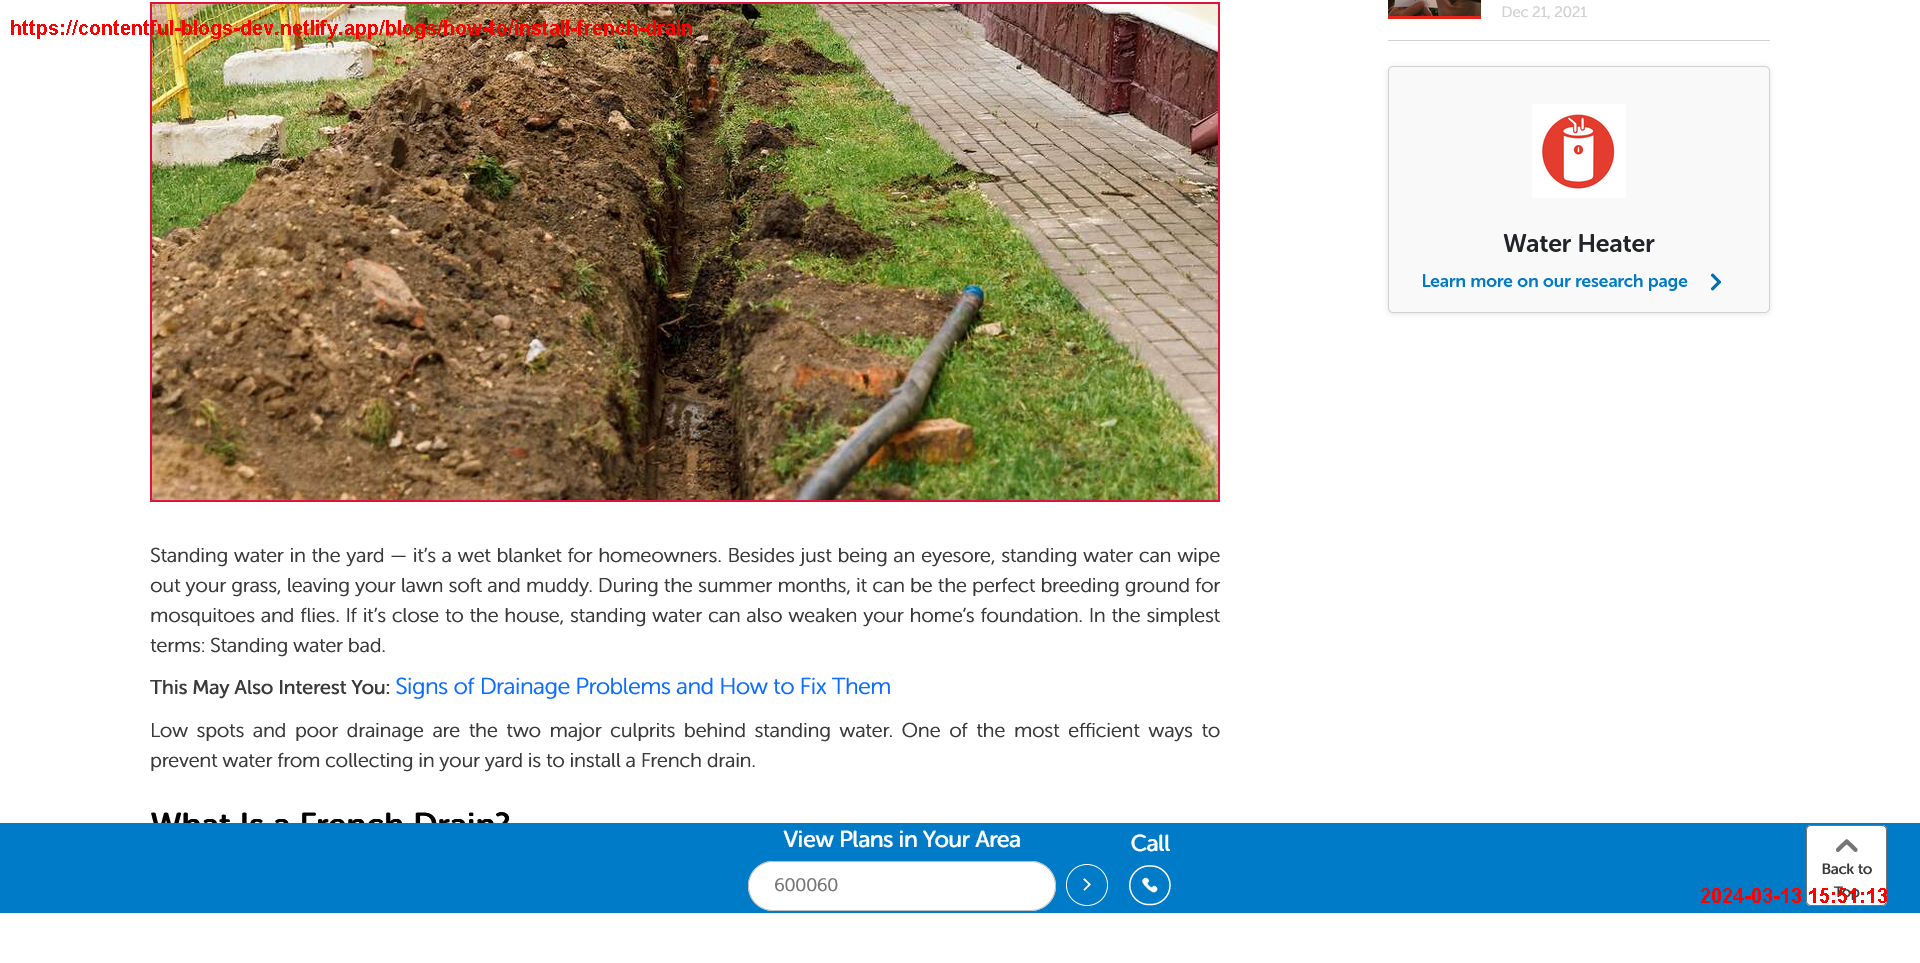 https://contentful-blogs-dev.netlify.app/blogs/how-to/install-french-drain
Dec 21, 2021
Water Heater
Learn more on our research page
Standing water in the yard — it’s a wet blanket for homeowners. Besides just being an eyesore, standing water can wipe
out your grass, leaving your lawn soft and muddy. During the summer months, it can be the perfect breeding ground for
mosquitoes and flies. If it’s close to the house, standing water can also weaken your home’s foundation. In the simplest
terms: Standing water bad.
This May Also Interest You: Signs of Drainage Problems and How to Fix Them
Low spots and poor drainage are the two major culprits behind standing water. One of the most efficient ways to
prevent water from collecting in your yard is to install a French drain.
What Is a French Drain?
View Plans in Your Area
600060
Call
Back to
Top
2024-03-13 15:51:13